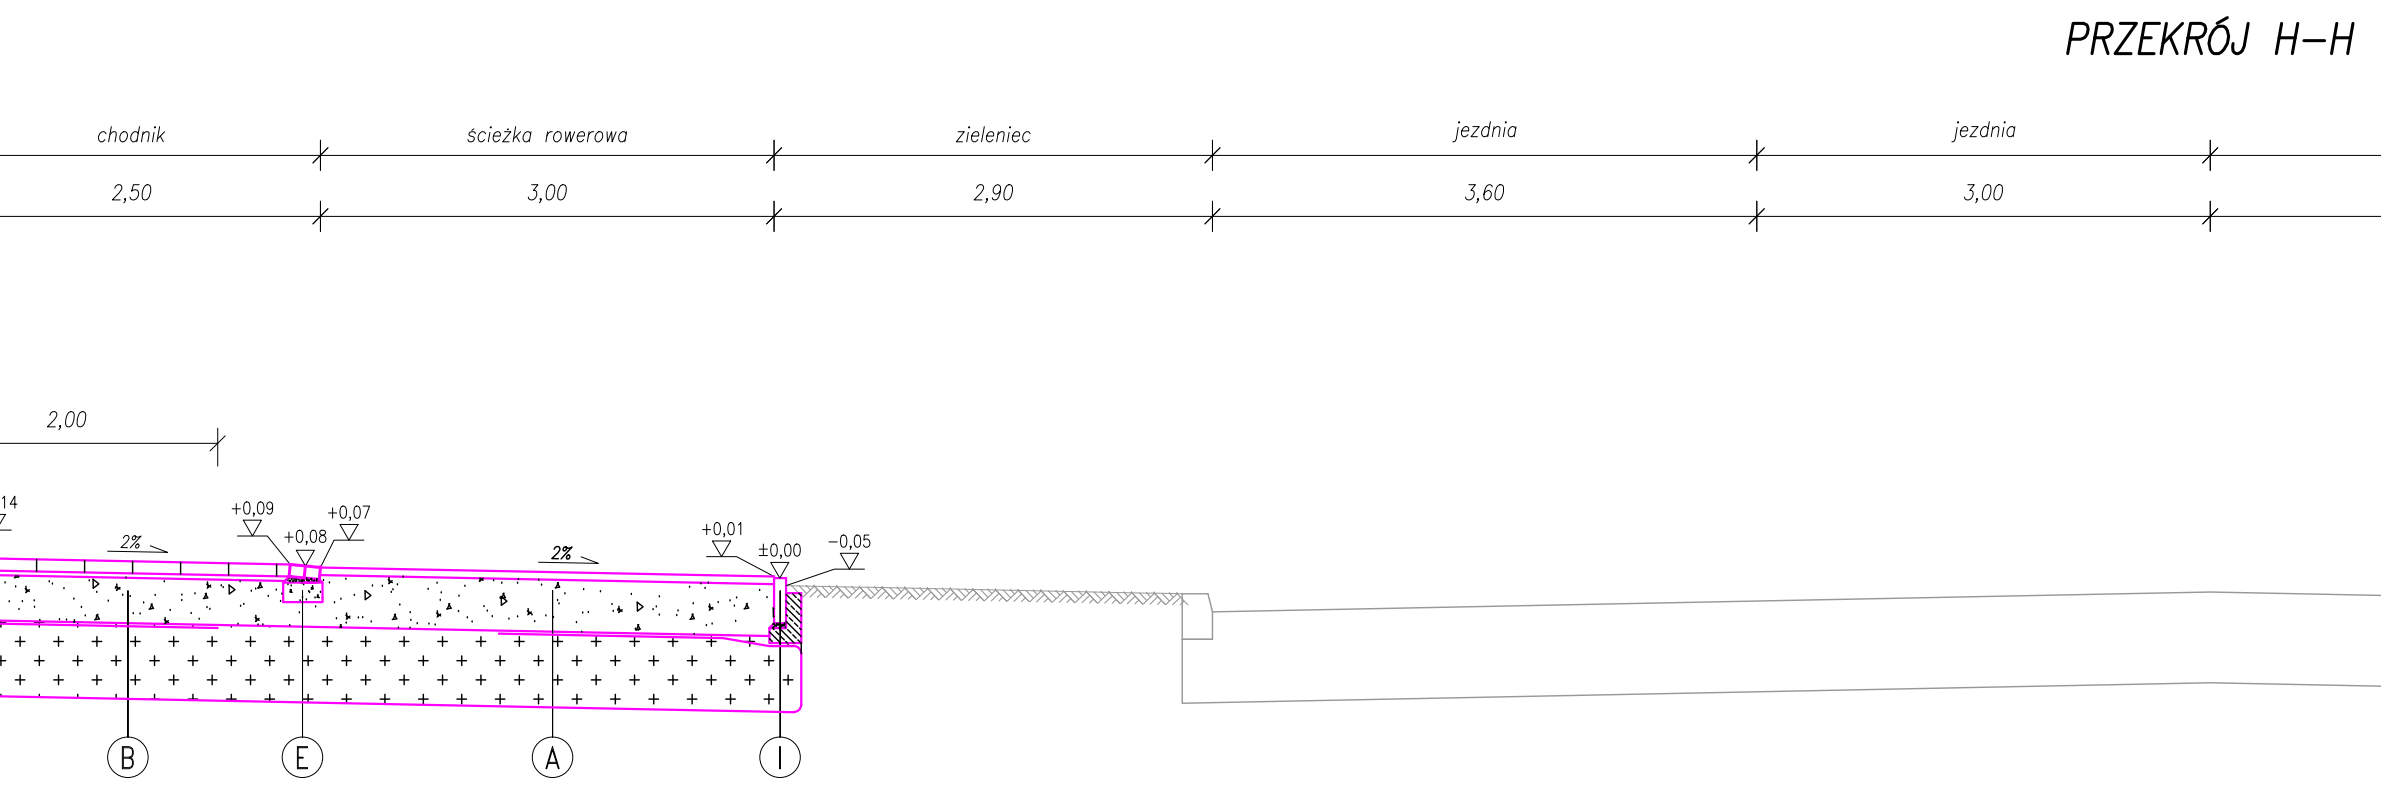 PRZEKRÓJ H–H
chodnik ścieżka rowerowa zieleniec jezdnia jezdnia
2,50 3,00 2,90 3,60 3,00
2,00
14 +0,09 +0,08 +0,07 +0,01 ±0,00 −0,05
2% 2%
B E A I